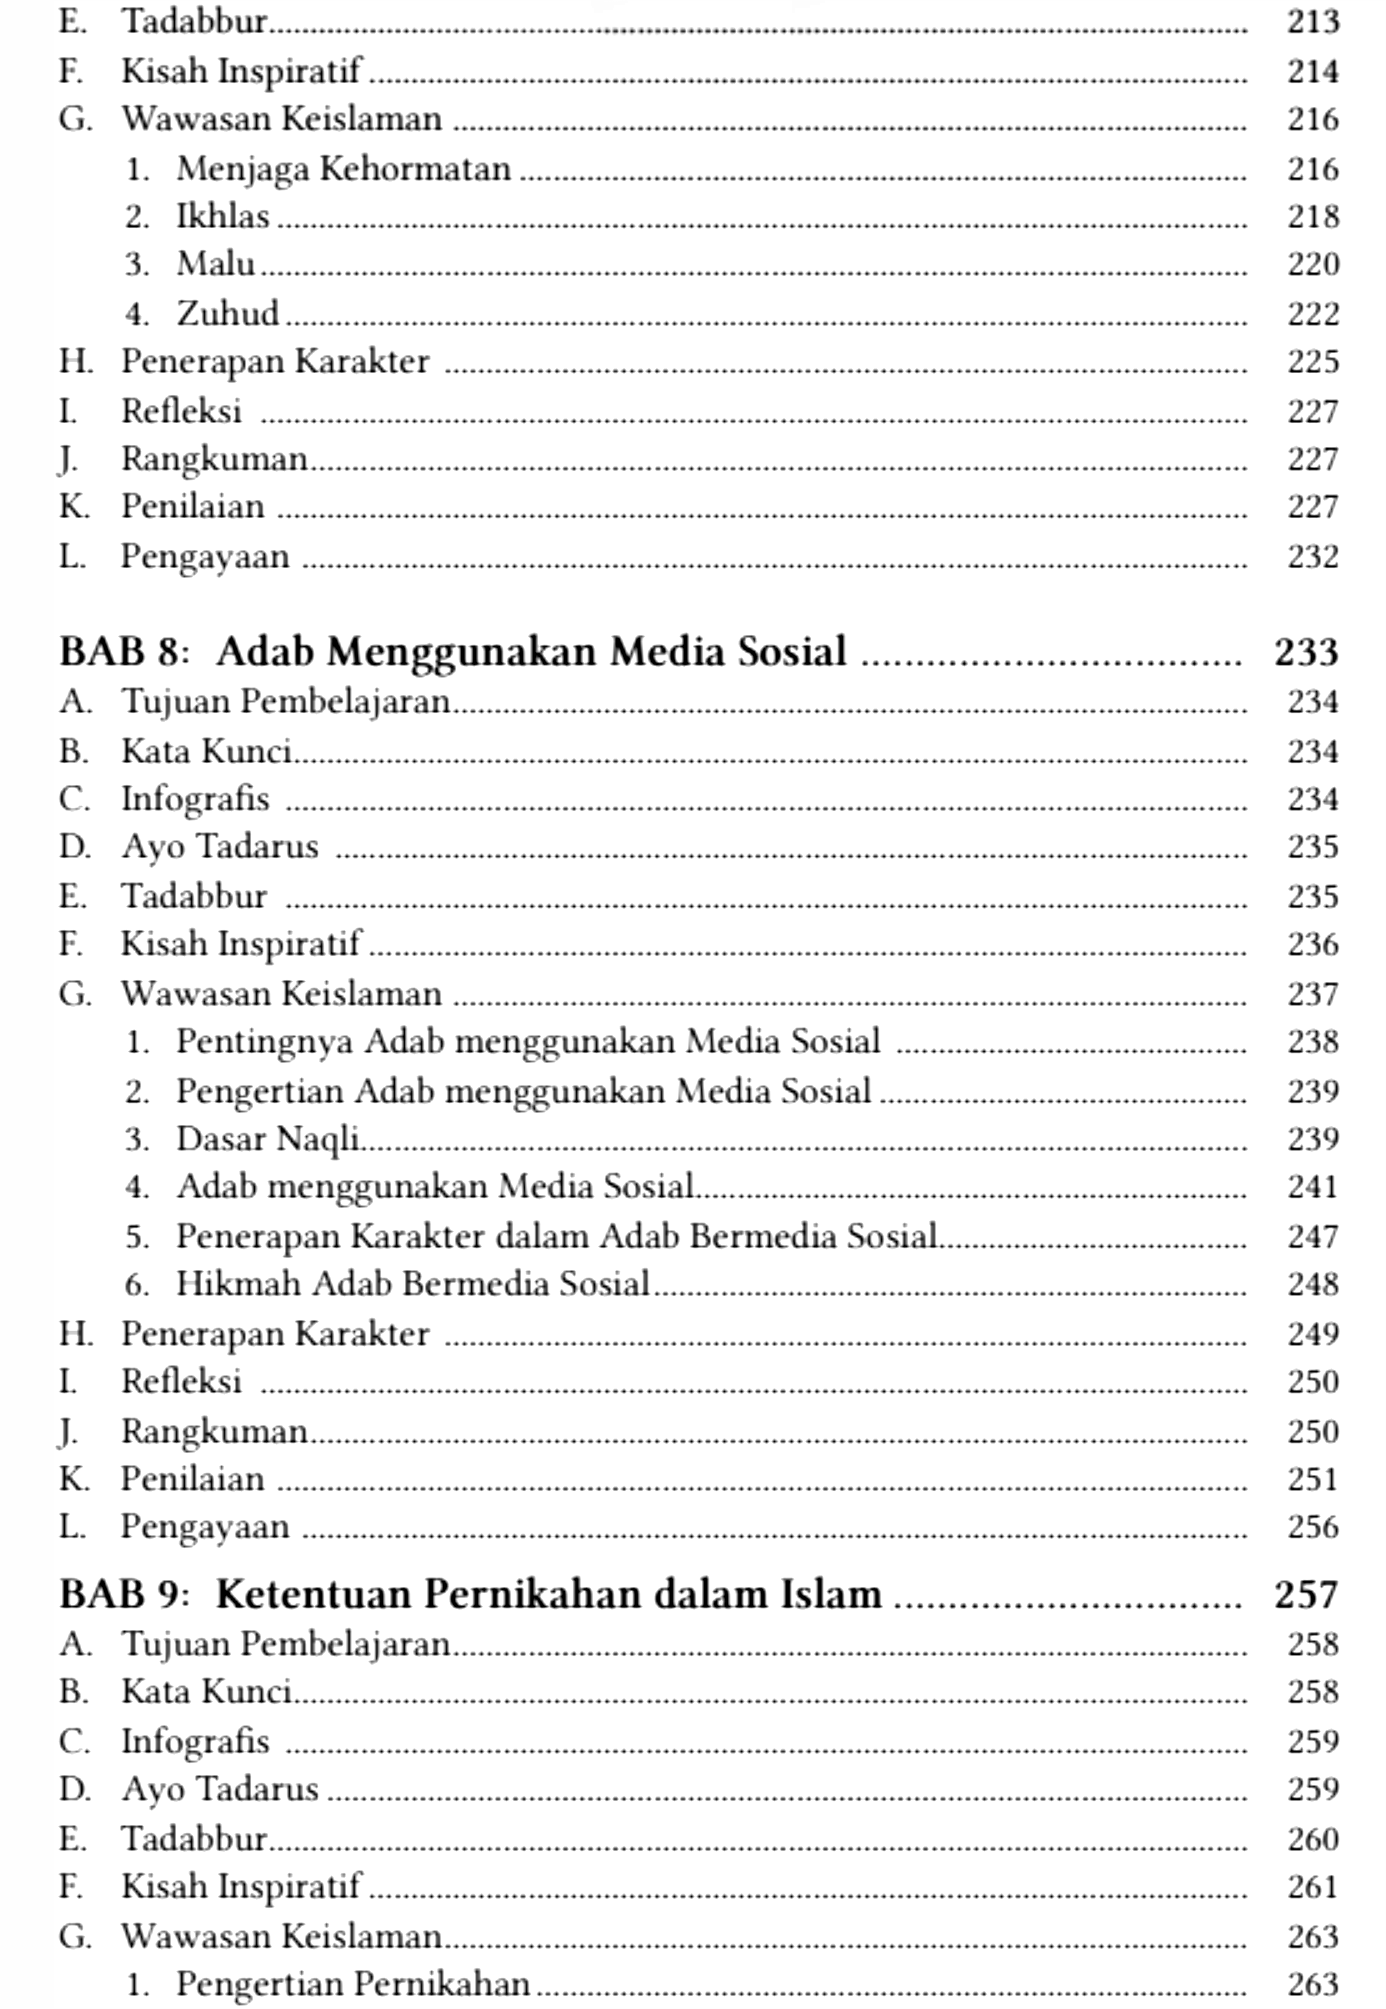 E. Tadabbur.......... 213
F. Kisah Inspiratif .......... 214
G. Wawasan Keislaman .......... 216
1. Menjaga Kehormatan .......... 216
2. Ikhlas .......... 218
3. Malu .......... 220
4. Zuhud .......... 222
H. Penerapan Karakter .......... 225
I. Refleksi .......... 227
J. Rangkuman.......... 227
K. Penilaian .......... 227
L. Pengayaan .......... 232
BAB 8: Adab Menggunakan Media Sosial .......... 233
A. Tujuan Pembelajaran.......... 234
B. Kata Kunci.......... 234
C. Infografis .......... 234
D. Ayo Tadarus .......... 235
E. Tadabbur .......... 235
F. Kisah Inspiratif .......... 236
G. Wawasan Keislaman .......... 237
1. Pentingnya Adab menggunakan Media Sosial .......... 238
2. Pengertian Adab menggunakan Media Sosial .......... 239
3. Dasar Naqli.......... 239
4. Adab menggunakan Media Sosial.......... 241
5. Penerapan Karakter dalam Adab Bermedia Sosial.......... 247
6. Hikmah Adab Bermedia Sosial.......... 248
H. Penerapan Karakter .......... 249
I. Refleksi .......... 250
J. Rangkuman.......... 250
K. Penilaian .......... 251
L. Pengayaan .......... 256
BAB 9: Ketentuan Pernikahan dalam Islam .......... 257
A. Tujuan Pembelajaran.......... 258
B. Kata Kunci.......... 258
C. Infografis .......... 259
D. Ayo Tadarus .......... 259
E. Tadabbur.......... 260
F. Kisah Inspiratif .......... 261
G. Wawasan Keislaman.......... 263
1. Pengertian Pernikahan.......... 263